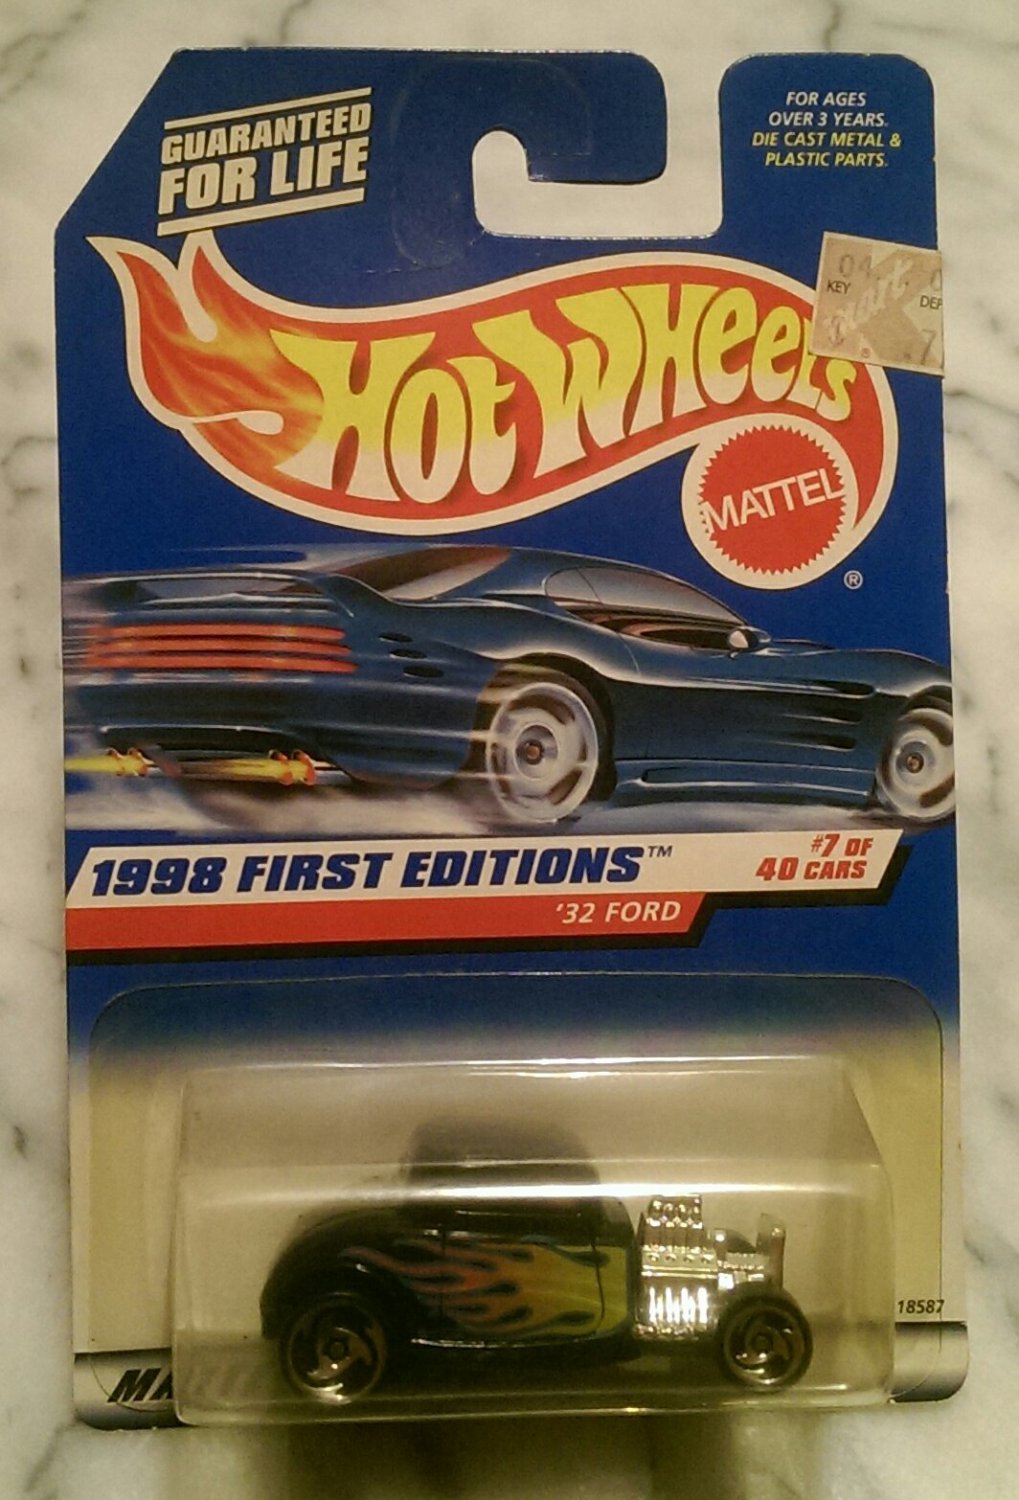 GUARANTEED
FOR LIFE
FOR AGES
OVER 3 YEARS.
DIE CAST METAL &
PLASTIC PARTS.
HOT WHEELS
KEY
MATTEL
®
1998 FIRST EDITIONS™
#7 OF
40 CARS
'32 FORD
18587